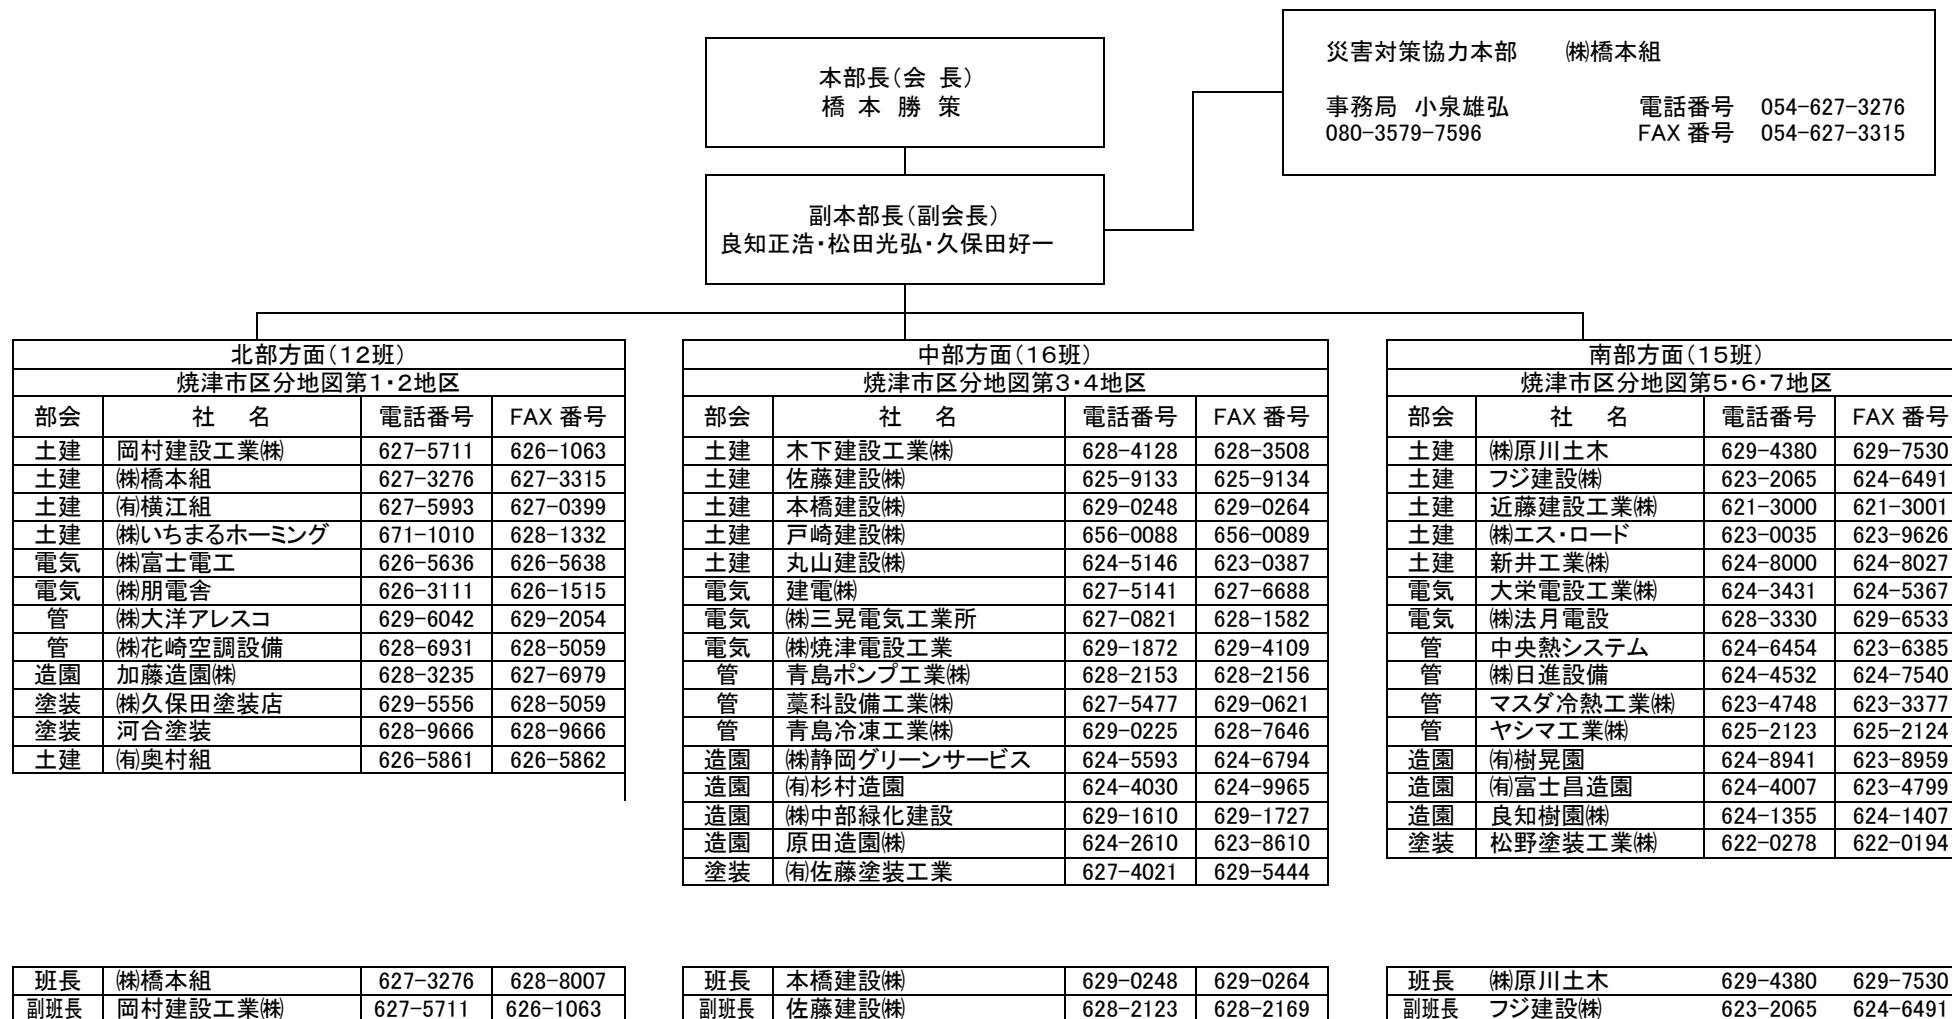 本部長（会 長）
橋 本 勝 策
災害対策協力本部 ㈱橋本組
事務局 小泉雄弘 電話番号 054-627-3276
080-3579-7596 FAX 番号 054-627-3315
副本部長（副会長）
良知正浩・松田光弘・久保田好一
北部方面（12班）
焼津市区分地図第1・2地区
部会 社 名 電話番号 FAX 番号
土建 岡村建設工業㈱ 627-5711 626-1063
土建 ㈱橋本組 627-3276 627-3315
土建 ㈲横江組 627-5993 627-0399
土建 ㈱いちまるホーミング 671-1010 628-1332
電気 ㈱富士電工 626-5636 626-5638
電気 ㈱朋電舎 626-3111 626-1515
管 ㈱大洋アレスコ 629-6042 629-2054
管 ㈱花崎空調設備 628-6931 628-5059
造園 加藤造園㈱ 628-3235 627-6979
塗装 ㈱久保田塗装店 629-5556 628-5059
塗装 河合塗装 628-9666 628-9666
土建 ㈲奥村組 626-5861 626-5862
中部方面（16班）
焼津市区分地図第3・4地区
部会 社 名 電話番号 FAX 番号
土建 木下建設工業㈱ 628-4128 628-3508
土建 佐藤建設㈱ 625-9133 625-9134
土建 本橋建設㈱ 629-0248 629-0264
土建 戸崎建設㈱ 656-0088 656-0089
土建 丸山建設㈱ 624-5146 623-0387
電気 建電㈱ 627-5141 627-6688
電気 ㈱三晃電気工業所 627-0821 628-1582
電気 ㈱焼津電設工業 629-1872 629-4109
管 青島ポンプ工業㈱ 628-2153 628-2156
管 藁科設備工業㈱ 627-5477 629-0621
管 青島冷凍工業㈱ 629-0225 628-7646
造園 ㈱静岡グリーンサービス 624-5593 624-6794
造園 ㈲杉村造園 624-4030 624-9965
造園 ㈱中部緑化建設 629-1610 629-1727
造園 原田造園㈱ 624-2610 623-8610
塗装 ㈲佐藤塗装工業 627-4021 629-5444
南部方面（15班）
焼津市区分地図第5・6・7地区
部会 社 名 電話番号 FAX 番号
土建 ㈱原川土木 629-4380 629-7530
土建 フジ建設㈱ 623-2065 624-6491
土建 近藤建設工業㈱ 621-3000 621-3001
土建 ㈱エス・ロード 623-0035 623-9626
土建 新井工業㈱ 624-8000 624-8027
電気 大栄電設工業㈱ 624-3431 624-5367
電気 ㈱法月電設 628-3330 629-6533
管 中央熱システム 624-6454 623-6385
管 ㈱日進設備 624-4532 624-7540
管 マスダ冷熱工業㈱ 623-4748 623-3377
管 ヤシマ工業㈱ 625-2123 625-2124
造園 ㈲樹晃園 624-8941 623-8959
造園 ㈲富士昌造園 624-4007 623-4799
造園 良知樹園㈱ 624-1355 624-1407
塗装 松野塗装工業㈱ 622-0278 622-0194
班長 ㈱橋本組 627-3276 628-8007
副班長 岡村建設工業㈱ 627-5711 626-1063
班長 本橋建設㈱ 629-0248 629-0264
副班長 佐藤建設㈱ 628-2123 628-2169
班長 ㈱原川土木 629-4380 629-7530
副班長 フジ建設㈱ 623-2065 624-6491